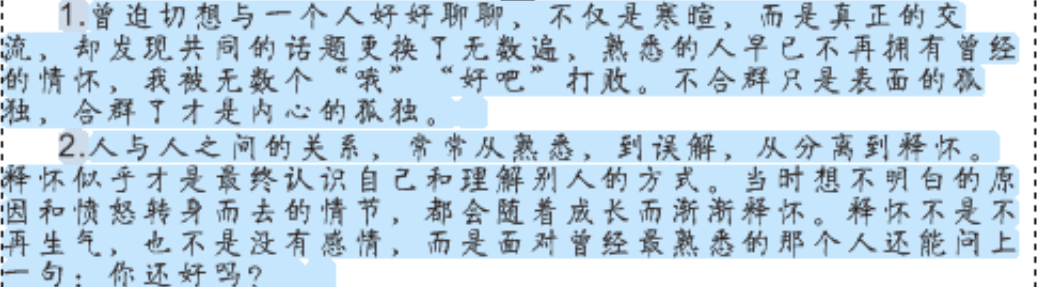 1.曾迫切想与一个人好好聊聊，不仅是寒暄，而是真正的交
流，却发现共同的话题更换了无数遍，熟悉的人早已不再拥有曾经
的情怀，我被无数个“哦”“好吧”打败。不合群只是表面的孤
独，合群了才是内心的孤独。
2.人与人之间的关系，常常从熟悉，到误解，从分离到释怀。
释怀似乎才是最终认识自己和理解别人的方式。当时想不明白的原
因和愤怒转身而去的情节，都会随着成长而渐渐释怀。释怀不是不
再生气，也不是没有感情，而是面对曾经最熟悉的那个人还能问上
一句：你还好吗？